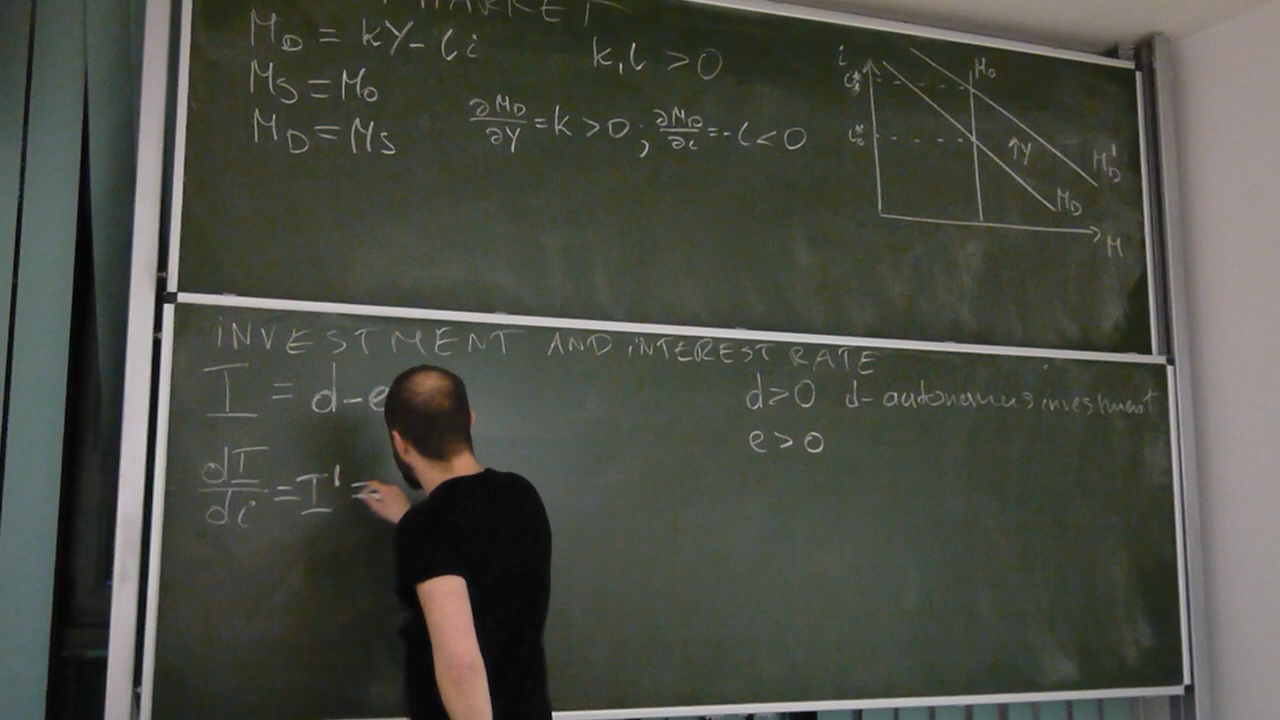 MARKET
M_D = kY - li
k, l > 0
M_S = M_0
M_D = M_S
∂M_D/∂Y = k > 0 ; ∂M_D/∂i = -l < 0
i
M_0
i_0*
↑Y
M_D'
M_D
M
INVESTMENT AND INTEREST RATE
I = d - e
d > 0 d - autonomus investment
e > 0
dI/di = I' =